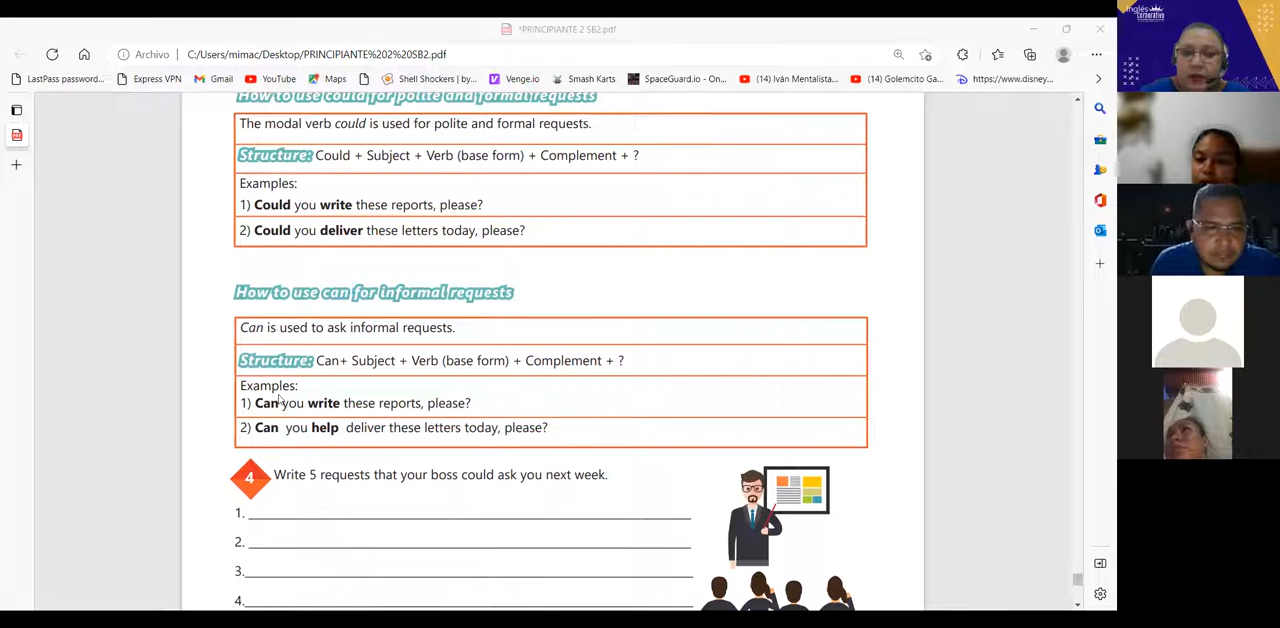 *PRINCIPIANTE 2 SB2.pdf
Archivo | C:/Users/mimac/Desktop/PRINCIPIANTE%202%20SB2.pdf
LastPass password... Express VPN Gmail YouTube Maps Shell Shockers | by... Venge.io Smash Karts SpaceGuard.io - On... (14) Iván Mentalista... (14) Golemcito Ga... https://www.disney...
How to use could for polite and formal requests
The modal verb could is used for polite and formal requests.
Structure: Could + Subject + Verb (base form) + Complement + ?
Examples:
1) Could you write these reports, please?
2) Could you deliver these letters today, please?
How to use can for informal requests
Can is used to ask informal requests.
Structure: Can+ Subject + Verb (base form) + Complement + ?
Examples:
1) Can you write these reports, please?
2) Can you help deliver these letters today, please?
4 Write 5 requests that your boss could ask you next week.
1.
2.
3.
4.
Inglés
Corporativo